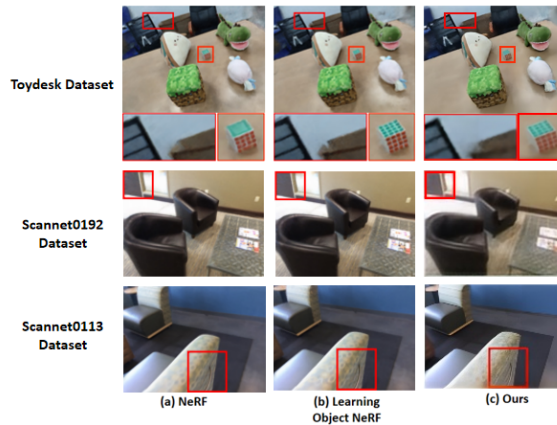 Toydesk Dataset
Scannet0192
Dataset
Scannet0113
Dataset
(a) NeRF
(b) Learning
Object NeRF
(c) Ours